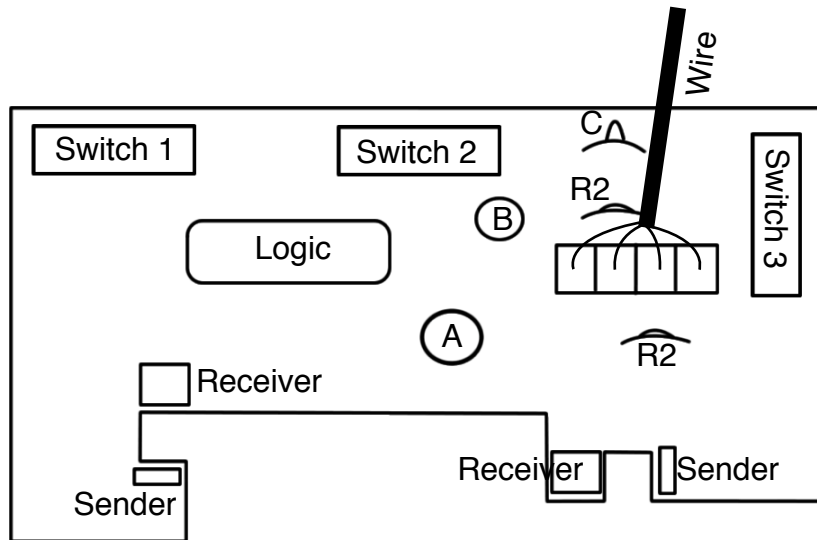 Wire
C
Switch 1
Switch 2
Switch 3
R2
B
Logic
A
R2
Receiver
Receiver
Sender
Sender